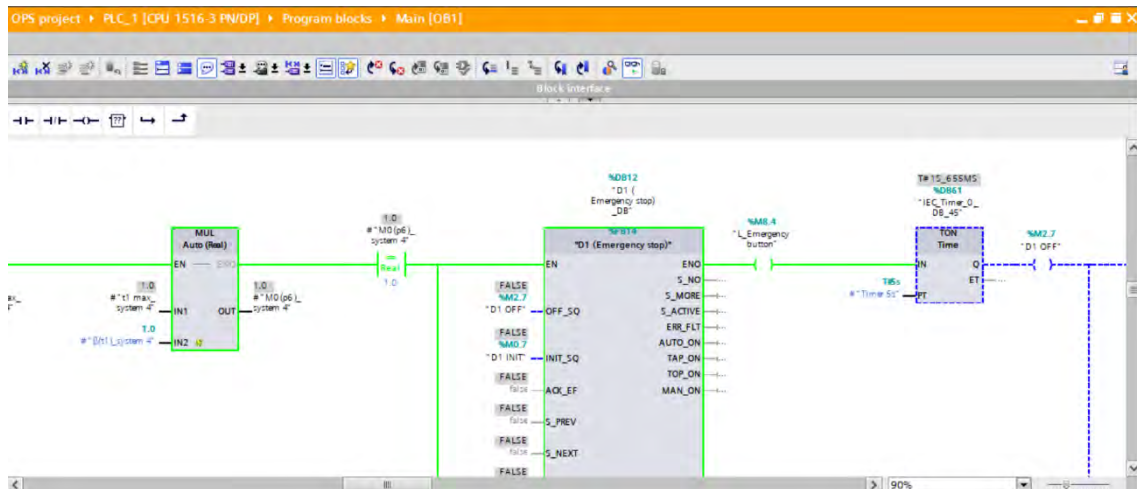 OPS project ▸ PLC_1 [CPU 1516-3 PN/DP] ▸ Program blocks ▸ Main [OB1]
Block interface
??
%DB12
"D1 (
Emergency stop)
_DB"
T#1S_655MS
%DB61
"IEC_Timer_0_
DB_45"
MUL
Auto (Real)
EN
ENO
1.0
#"t1 max_
system 4"
IN1
1.0
#"β(t1)_system 4"
IN2
OUT
1.0
#"M0(p6)_
system 4"
1.0
#"M0(p6)_
system 4"
==
Real
1.0
%FB14
"D1 (Emergency stop)"
EN
ENO
FALSE
%M2.7
"D1 OFF"
OFF_SQ
FALSE
%M0.7
"D1 INIT"
INIT_SQ
FALSE
false
ACK_EF
FALSE
false
S_PREV
FALSE
false
S_NEXT
FALSE
S_NO
S_MORE
S_ACTIVE
ERR_FLT
AUTO_ON
TAP_ON
TOP_ON
MAN_ON
%M8.4
"L_Emergency
button"
TON
Time
IN
Q
T#5s
#"Timer 5s"
PT
ET
%M2.7
"D1 OFF"
90%